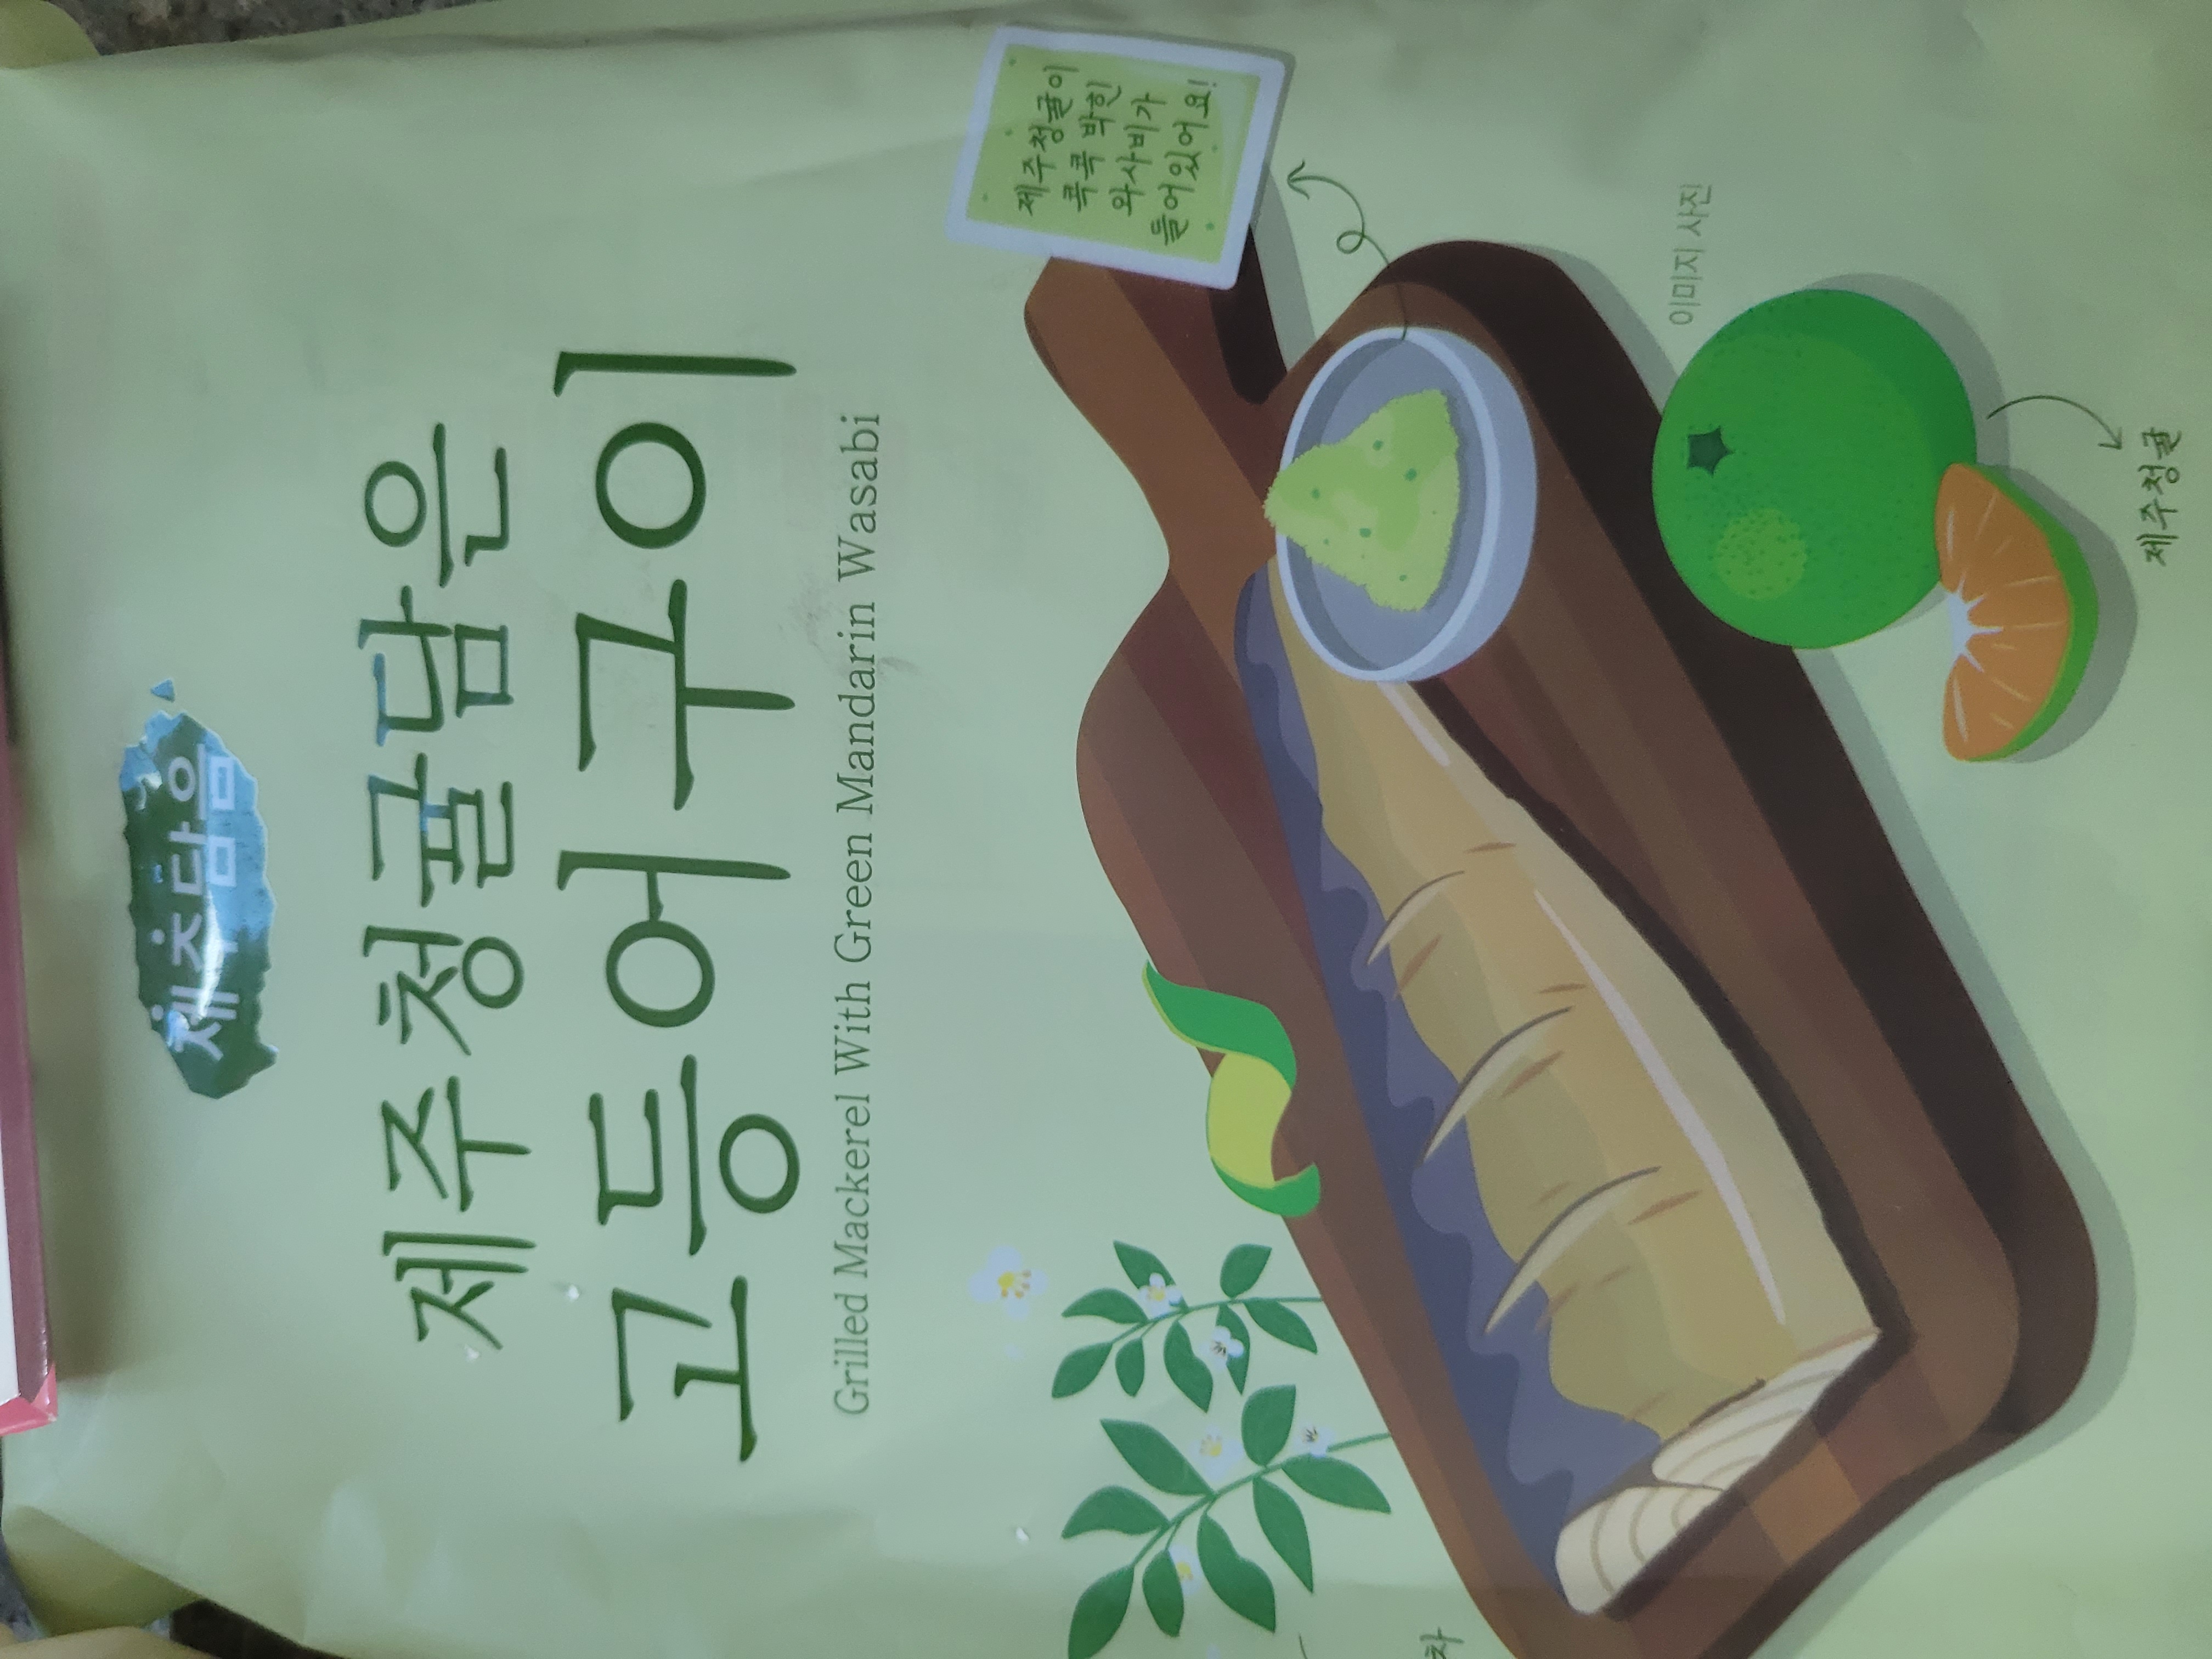 제주담음
제주청귤담은
고등어구이
Grilled Mackerel With Green Mandarin Wasabi
제주청귤이
콕콕 박힌
와사비가
들어있어요!
이미지 사진
제주청귤